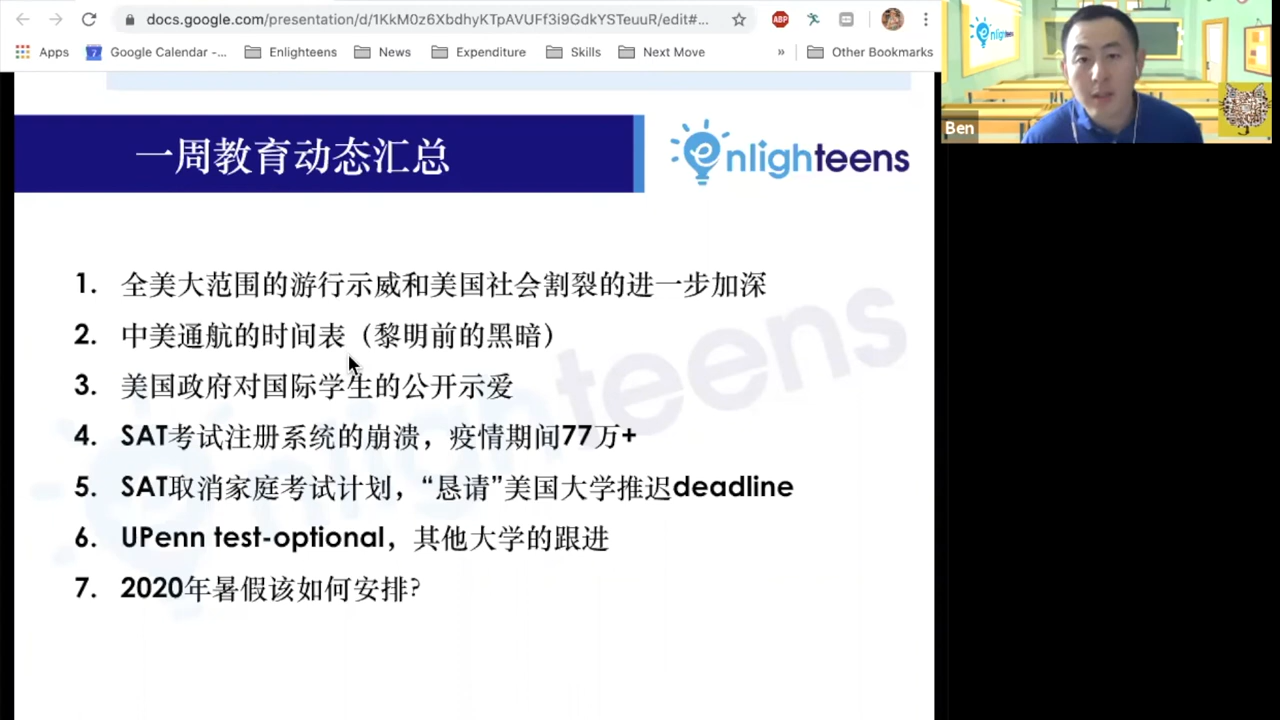 docs.google.com/presentation/d/1KkM0z6XbdhyKTpAVUFf3i9GdkYSTeuuR/edit#...
ABP
Apps
Google Calendar -...
Enlighteens
News
Expenditure
Skills
Next Move
»
Other Bookmarks
7
enlighteens
Ben
一周教育动态汇总
enlighteens
1. 全美大范围的游行示威和美国社会割裂的进一步加深
2. 中美通航的时间表（黎明前的黑暗）
3. 美国政府对国际学生的公开示爱
4. SAT考试注册系统的崩溃，疫情期间77万+
5. SAT取消家庭考试计划，“恳请”美国大学推迟deadline
6. UPenn test-optional，其他大学的跟进
7. 2020年暑假该如何安排?
enlighteens